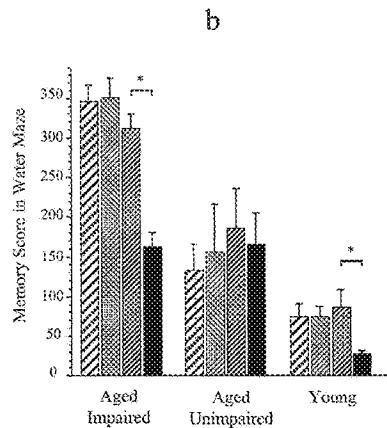 b
Memory Score in Water Maze
350
300
250
200
150
100
50
0
*
*
Aged
Impaired
Aged
Unimpaired
Young